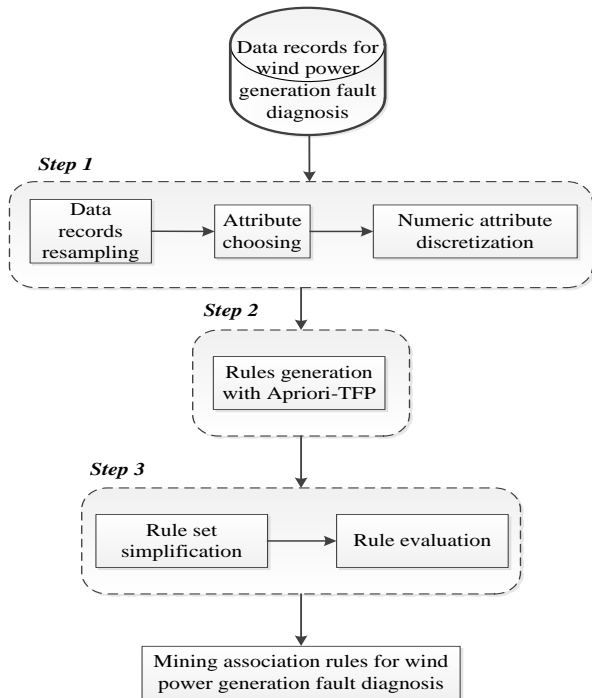 Data records for
wind power
generation fault
diagnosis
Step 1
Data
records
resampling
Attribute
choosing
Numeric attribute
discretization
Step 2
Rules generation
with Apriori-TFP
Step 3
Rule set
simplification
Rule evaluation
Mining association rules for wind
power generation fault diagnosis